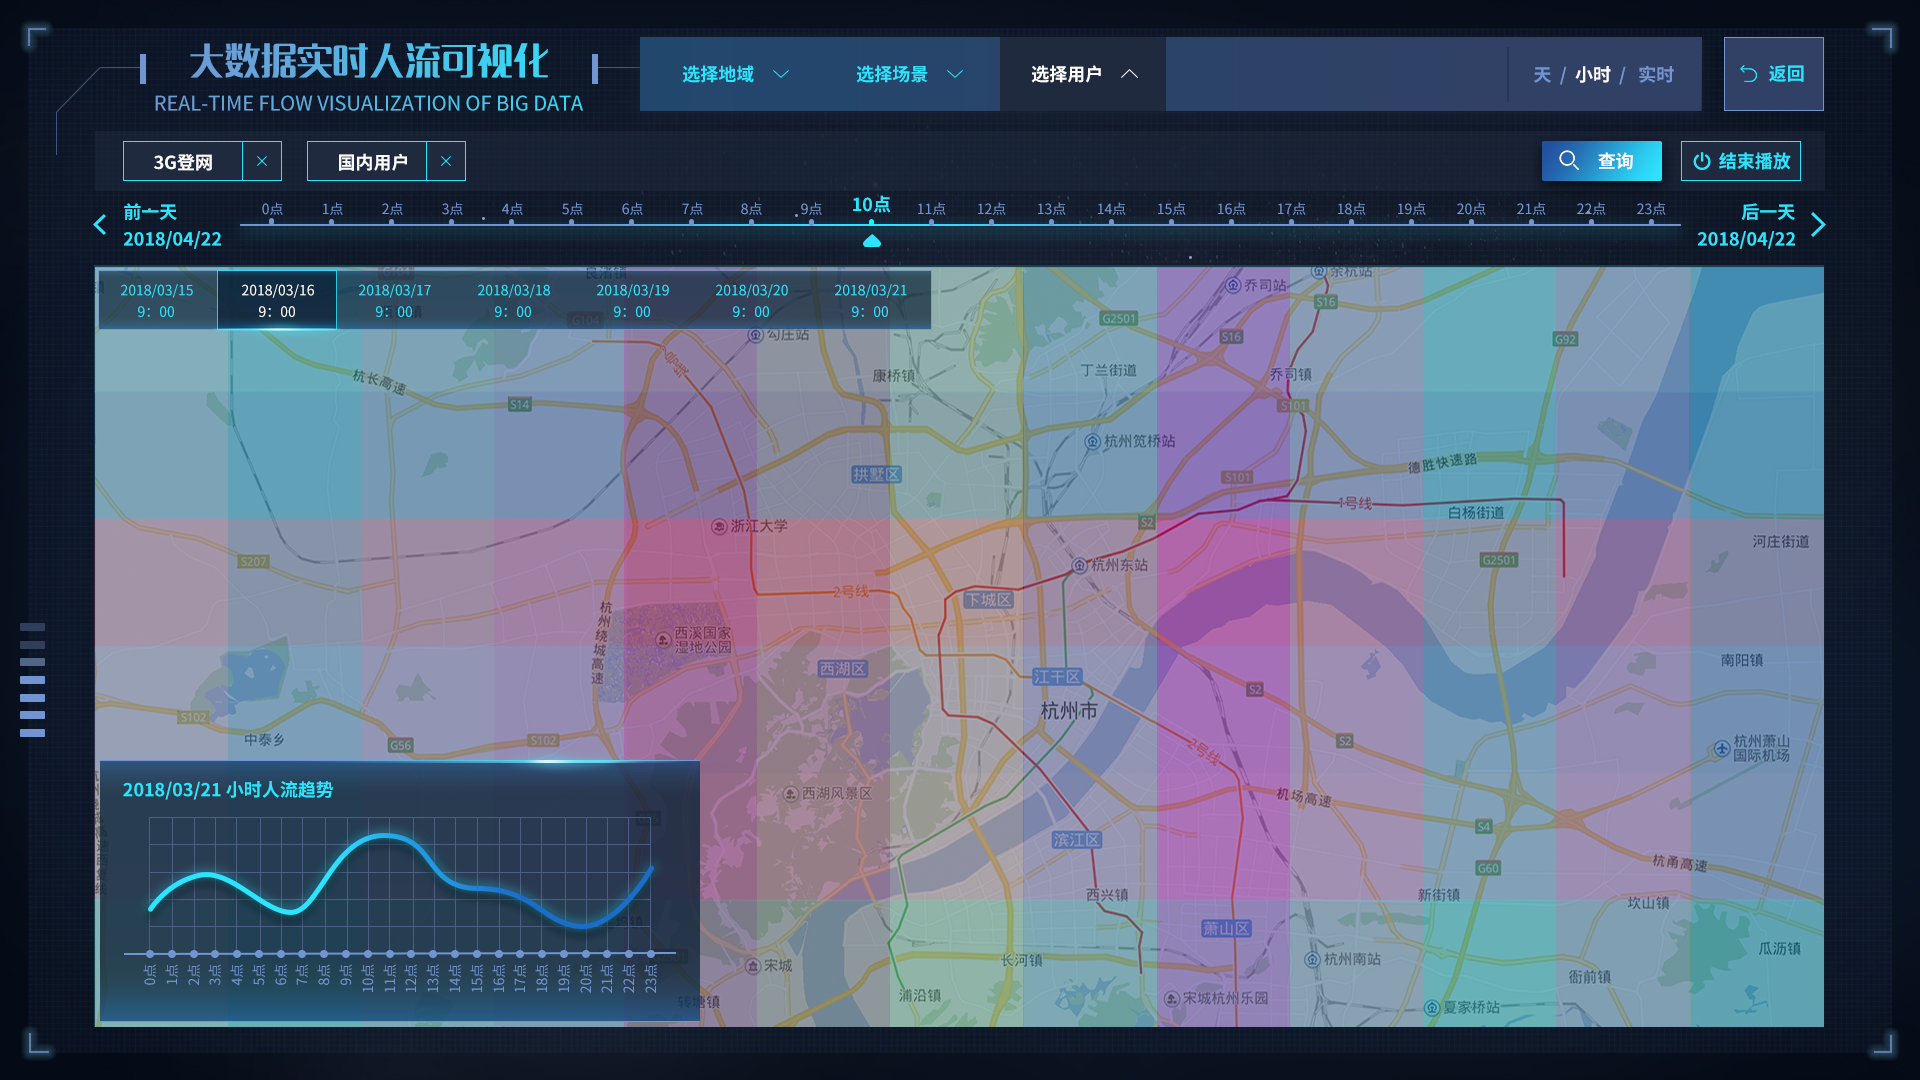 大数据实时人流可视化
REAL-TIME FLOW VISUALIZATION OF BIG DATA
选择地域
选择场景
选择用户
天 / 小时 / 实时
返回
3G登网 ×
国内用户 ×
查询
结束播放
前一天
2018/04/22
0点 1点 2点 3点 4点 5点 6点 7点 8点 9点 10点 11点 12点 13点 14点 15点 16点 17点 18点 19点 20点 21点 22点 23点
后一天
2018/04/22
2018/03/15
9：00
2018/03/16
9：00
2018/03/17
9：00
2018/03/18
9：00
2018/03/19
9：00
2018/03/20
9：00
2018/03/21
9：00
良渚镇
G104
余杭站
乔司站
S16
G2501
S16
G92
勾庄站
2号线
康桥镇
丁兰街道
乔司镇
杭长高速
S14
S101
杭州笕桥站
德胜快速路
拱墅区
S101
1号线
白杨街道
S2
浙江大学
河庄街道
S207
G2501
杭州东站
2号线
下城区
杭州绕城高速
西溪国家
湿地公园
西湖区
江干区
南阳镇
S2
杭州市
S102
中泰乡
G56
S102
S2
2号线
杭州萧山
国际机场
西湖风景区
机场高速
S4
滨江区
杭甬高速
G60
西兴镇
新街镇
坎山镇
萧山区
瓜沥镇
宋城
长河镇
杭州南站
衙前镇
浦沿镇
宋城杭州乐园
夏家桥站
转塘镇
2018/03/21 小时人流趋势
0点 1点 2点 3点 4点 5点 6点 7点 8点 9点 10点 11点 12点 13点 14点 15点 16点 17点 18点 19点 20点 21点 22点 23点